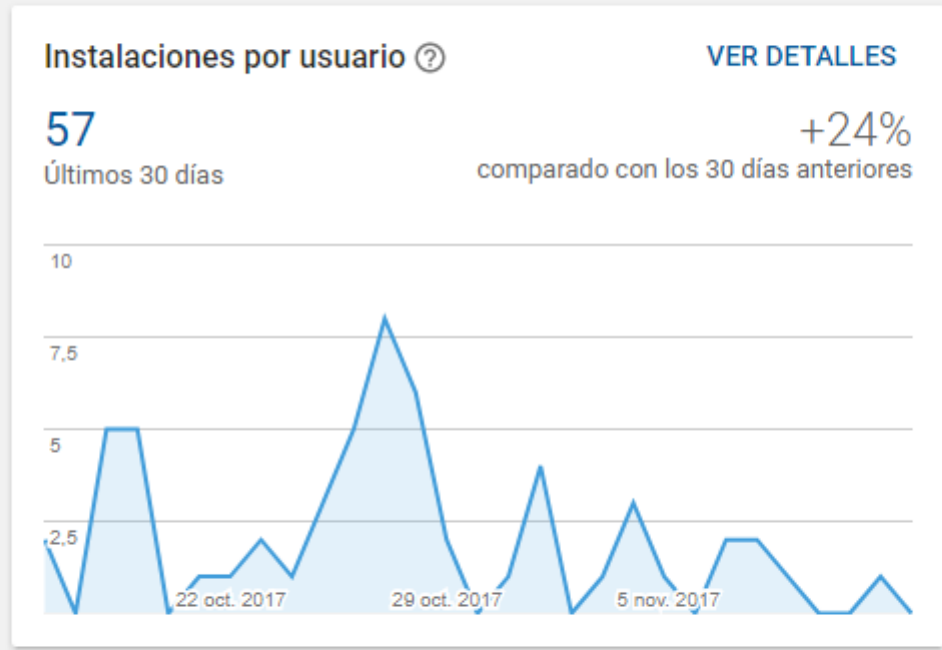 Instalaciones por usuario ?
VER DETALLES
57
+24%
Últimos 30 días
comparado con los 30 días anteriores
10
7,5
5
2,5
22 oct. 2017
29 oct. 2017
5 nov. 2017